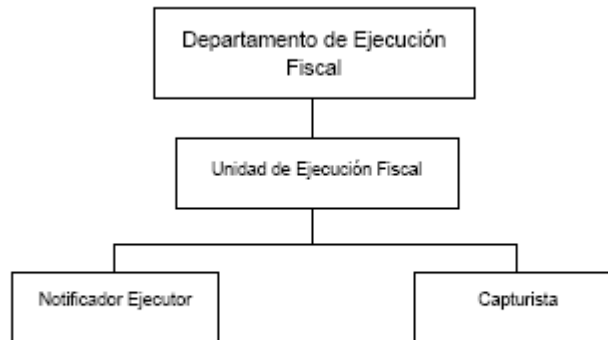 Departamento de Ejecución
Fiscal
Unidad de Ejecución Fiscal
Notificador Ejecutor
Capturista